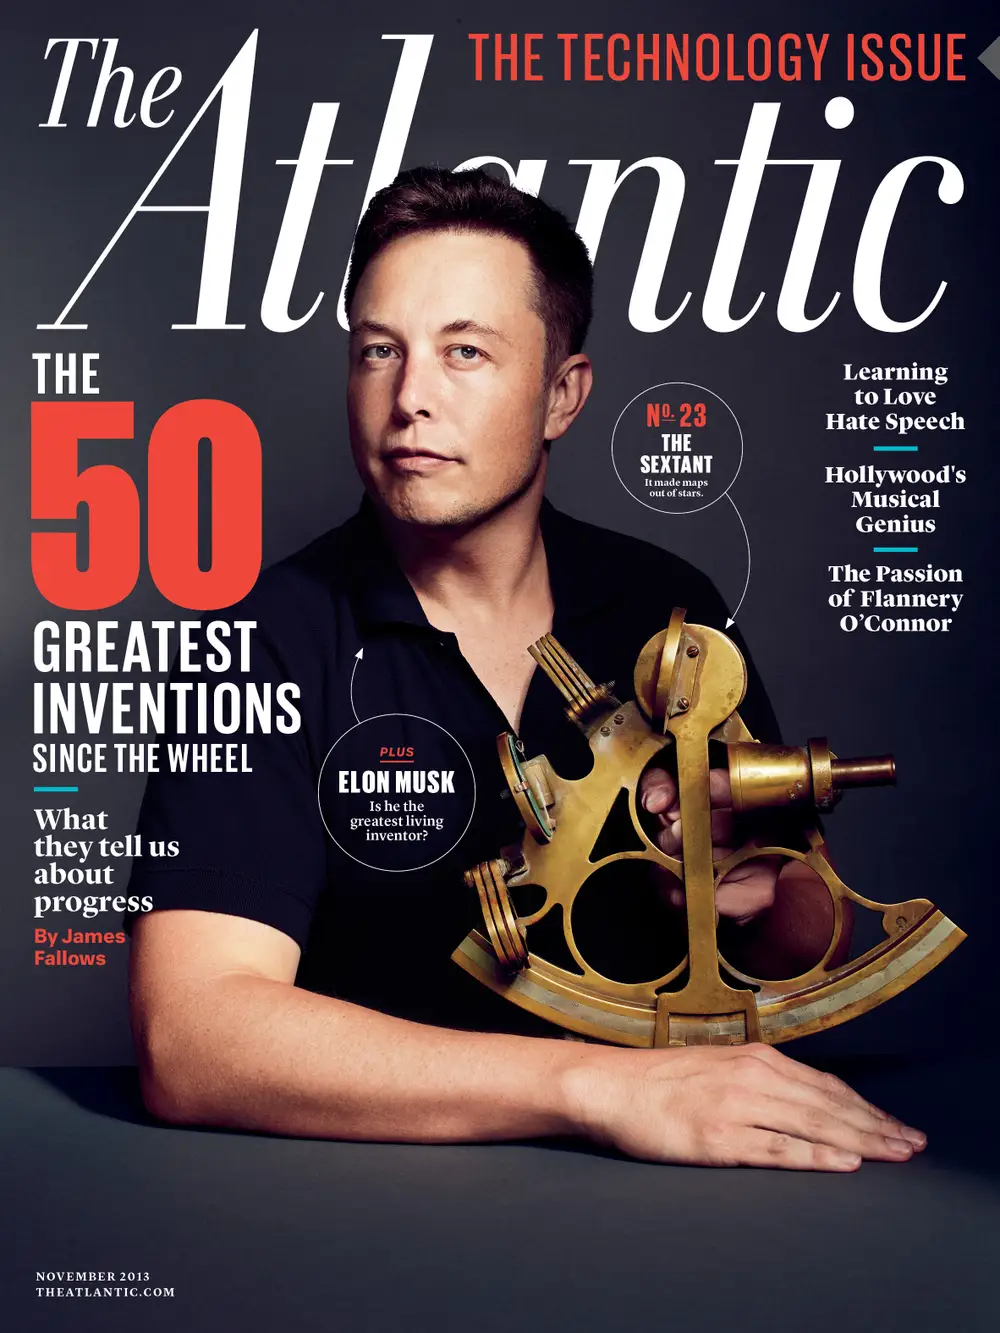 THE TECHNOLOGY ISSUE
The
Atlantic
THE
50
GREATEST
INVENTIONS
SINCE THE WHEEL
What
they tell us
about
progress
By James
Fallows
PLUS
ELON MUSK
Is he the
greatest living
inventor?
No. 23
THE
SEXTANT
It made maps
out of stars.
Learning
to Love
Hate Speech
Hollywood's
Musical
Genius
The Passion
of Flannery
O’Connor
NOVEMBER 2013
THEATLANTIC.COM